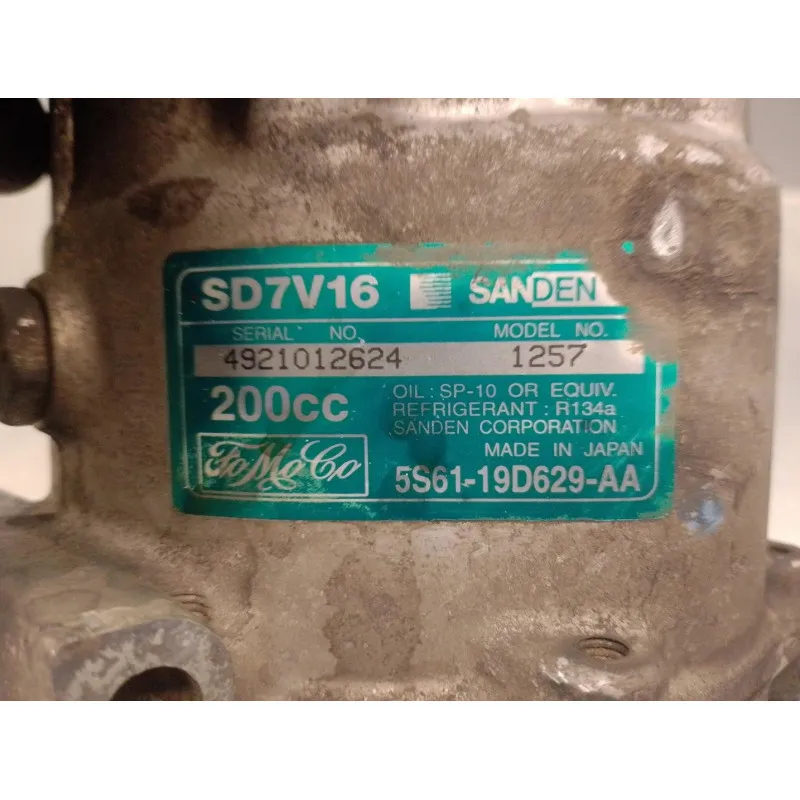 SD7V16 SANDEN
SERIAL NO. MODEL NO.
4921012624 1257
200cc
OIL : SP-10 OR EQUIV.
REFRIGERANT : R134a
SANDEN CORPORATION
MADE IN JAPAN
FoMoCo
5S61-19D629-AA